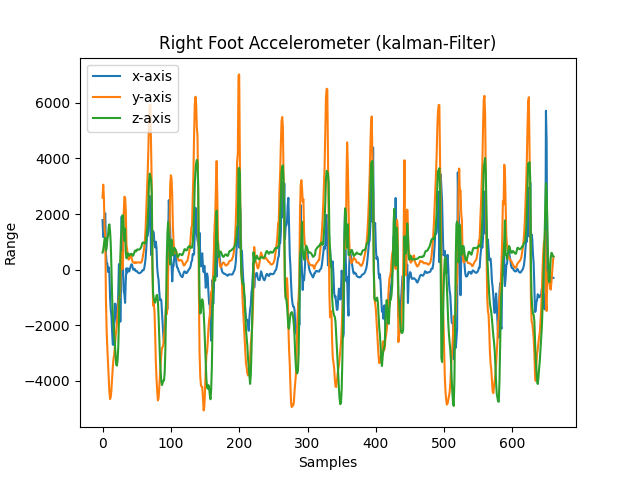 Right Foot Accelerometer (kalman-Filter)
x-axis
y-axis
z-axis
6000
4000
2000
0
−2000
−4000
Range
0
100
200
300
400
500
600
Samples